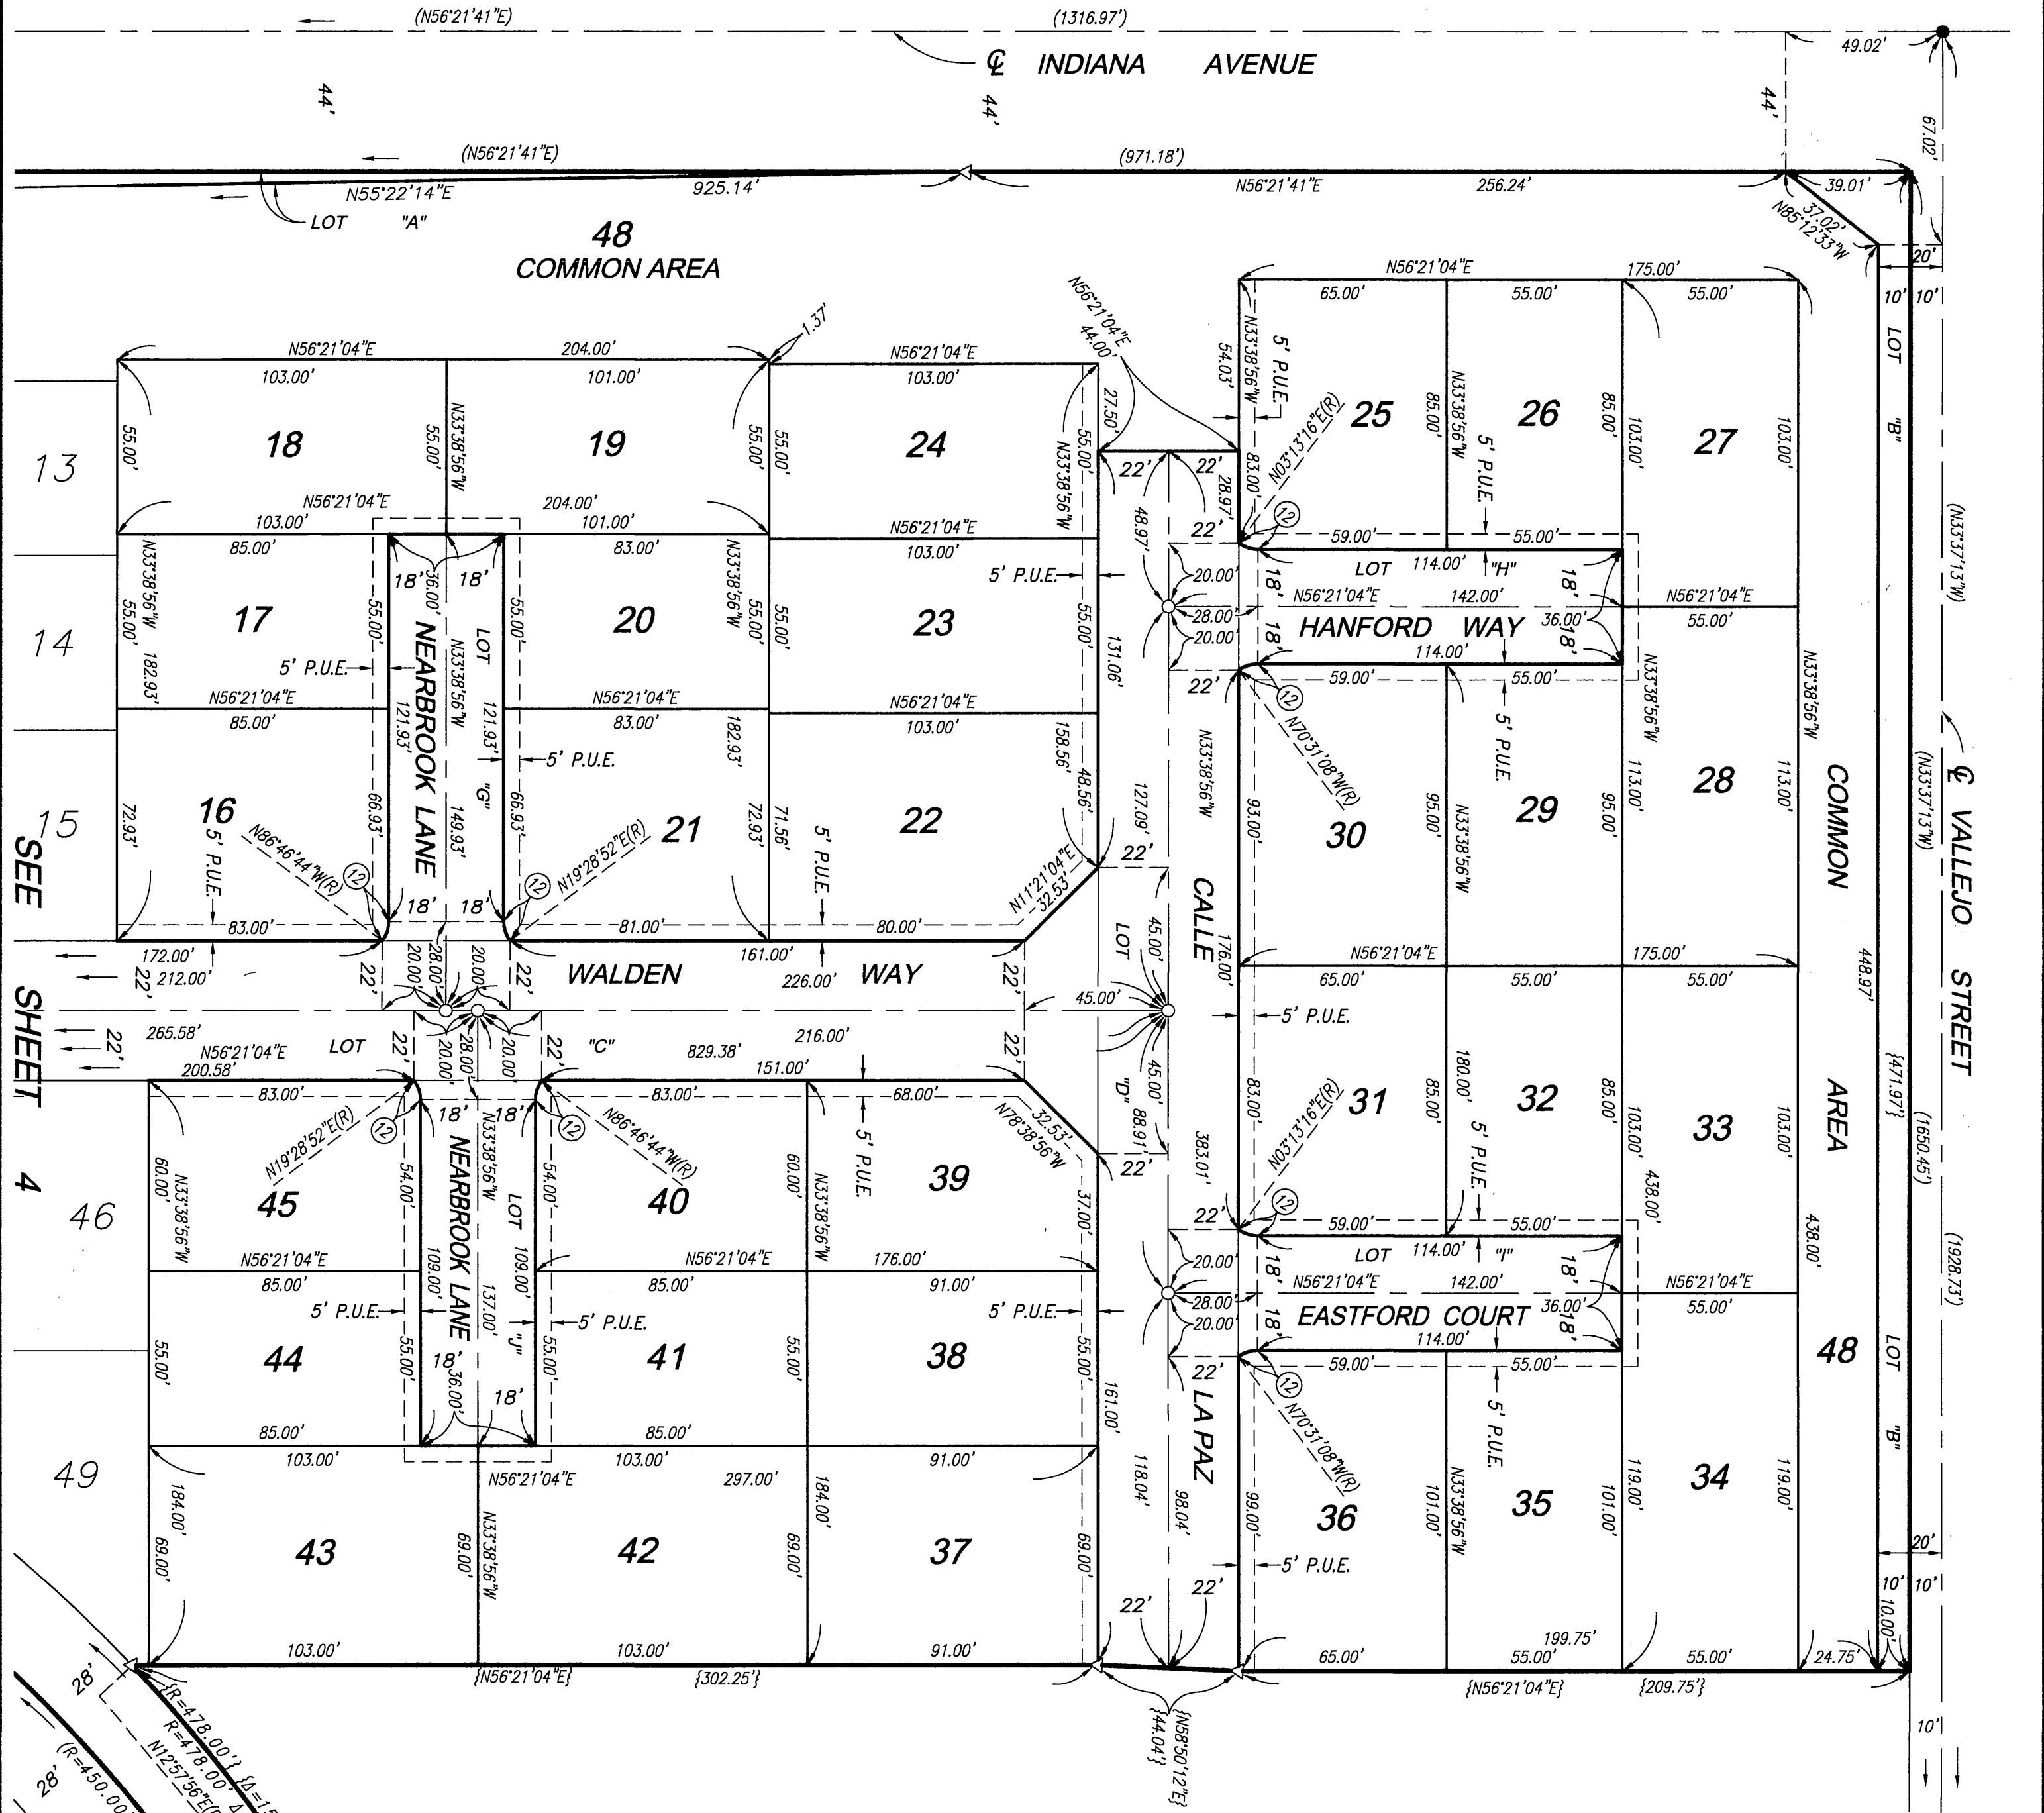 (N56°21'41"E)
(1316.97')
49.02'
℄ INDIANA AVENUE
44'
44'
44'
67.02'
(N56°21'41"E)
(971.18')
N55°22'14"E
925.14'
N56°21'41"E
256.24'
39.01'
LOT "A"
37.02'
N85°12'33"W
20'
10'
10'
48
COMMON AREA
N56°21'04"E
44.00'
1.37'
N56°21'04"E
175.00'
65.00'
55.00'
55.00'
LOT "B"
N56°21'04"E
204.00'
N56°21'04"E
103.00'
101.00'
103.00'
27.50'
54.03'
N33°38'56"W
5' P.U.E.
N03°13'16"E(R)
13
55.00'
18
55.00'
N33°38'56"W
19
55.00'
55.00'
24
55.00'
N33°38'56"W
22'
22'
28.97'
83.00'
25
85.00'
N33°38'56"W
26
85.00'
103.00'
27
103.00'
5' P.U.E.
N56°21'04"E
204.00'
103.00'
101.00'
N56°21'04"E
48.97'
22'
12
59.00'
55.00'
85.00'
83.00'
103.00'
18'
18'
36.00'
5' P.U.E.
20.00'
18'
LOT "H"
114.00'
18'
14
N33°38'56"W
55.00'
182.93'
17
55.00'
NEARBROOK LANE
LOT "G"
N33°38'56"W
55.00'
20
N33°38'56"W
55.00'
55.00'
23
55.00'
131.06'
28.00'
N56°21'04"E
142.00'
36.00'
N56°21'04"E
HANFORD WAY
55.00'
20.00'
18'
114.00'
18'
22'
59.00'
55.00'
12
N70°31'08"W(R)
5' P.U.E.
(N33°37'13"W)
5' P.U.E.
N56°21'04"E
85.00'
121.93'
121.93'
N56°21'04"E
83.00'
182.93'
103.00'
158.56'
N33°38'56"W
N33°38'56"W
N33°38'56"W
5' P.U.E.
15
72.93'
16
5' P.U.E.
N86°46'44"W(R)
12
66.93'
149.93'
66.93'
12
N19°28'52"E(R)
21
72.93'
71.56'
22
5' P.U.E.
48.56'
127.09'
93.00'
30
95.00'
N33°38'56"W
29
95.00'
113.00'
28
113.00'
COMMON AREA
℄ VALLEJO STREET
(N33°37'13"W)
N11°21'04"E
32.53'
22'
CALLE
SEE SHEET 4
18'
18'
83.00'
81.00'
80.00'
172.00'
212.00'
22'
22'
20.00'
28.00'
20.00'
22'
WALDEN WAY
161.00'
226.00'
22'
45.00'
45.00'
LOT
176.00'
N56°21'04"E
175.00'
65.00'
55.00'
55.00'
448.97'
5' P.U.E.
265.58'
22'
N56°21'04"E
LOT "C"
200.58'
22'
20.00'
28.00'
20.00'
22'
829.38'
216.00'
151.00'
22'
45.00'
"D"
88.91'
{471.97'}
83.00'
83.00'
68.00'
32.53'
N78°38'56"W
83.00'
31
85.00'
180.00'
32
85.00'
103.00'
33
103.00'
N19°28'52"E(R)
12
18'
18'
12
N86°46'44"W(R)
5' P.U.E.
22'
383.01'
N03°13'16"E(R)
5' P.U.E.
(1650.45')
46
60.00'
N33°38'56"W
45
54.00'
NEARBROOK LANE
N33°38'56"W
LOT "J"
54.00'
40
60.00'
N33°38'56"W
39
37.00'
22'
12
59.00'
55.00'
438.00'
438.00'
N56°21'04"E
85.00'
109.00'
109.00'
N56°21'04"E
176.00'
85.00'
91.00'
20.00'
18'
LOT "I"
114.00'
18'
(1928.73')
5' P.U.E.
137.00'
5' P.U.E.
5' P.U.E.
28.00'
N56°21'04"E
142.00'
36.00'
N56°21'04"E
EASTFORD COURT
55.00'
44
55.00'
55.00'
55.00'
41
55.00'
38
55.00'
20.00'
18'
114.00'
18'
48
LOT "B"
22'
59.00'
55.00'
12
N70°31'08"W(R)
5' P.U.E.
18'
36.00'
18'
161.00'
LA PAZ
85.00'
85.00'
49
103.00'
103.00'
91.00'
N56°21'04"E
297.00'
184.00'
69.00'
43
69.00'
N33°38'56"W
42
184.00'
69.00'
37
69.00'
118.04'
98.04'
99.00'
36
101.00'
N33°38'56"W
35
101.00'
119.00'
34
119.00'
5' P.U.E.
20'
10'
10'
10.00'
22'
22'
103.00'
103.00'
91.00'
65.00'
55.00'
199.75'
55.00'
24.75'
{N56°21'04"E}
{302.25'}
{N56°21'04"E}
{209.75'}
{N58°50'12"E}
{44.04'}
10'
28'
{R=478.00'}
R=478.00'
(R=450.00'
28'